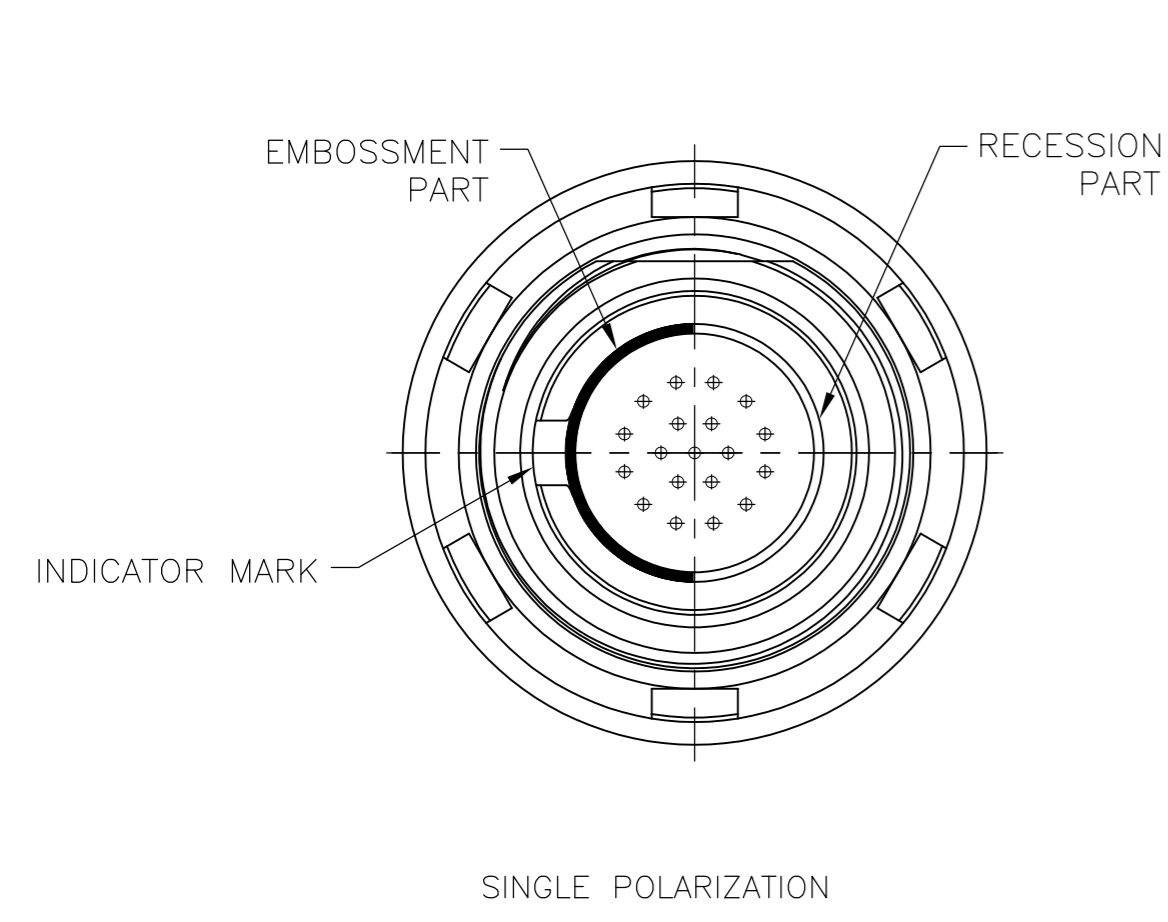 EMBOSSMENT
PART
RECESSION
PART
INDICATOR MARK
SINGLE POLARIZATION